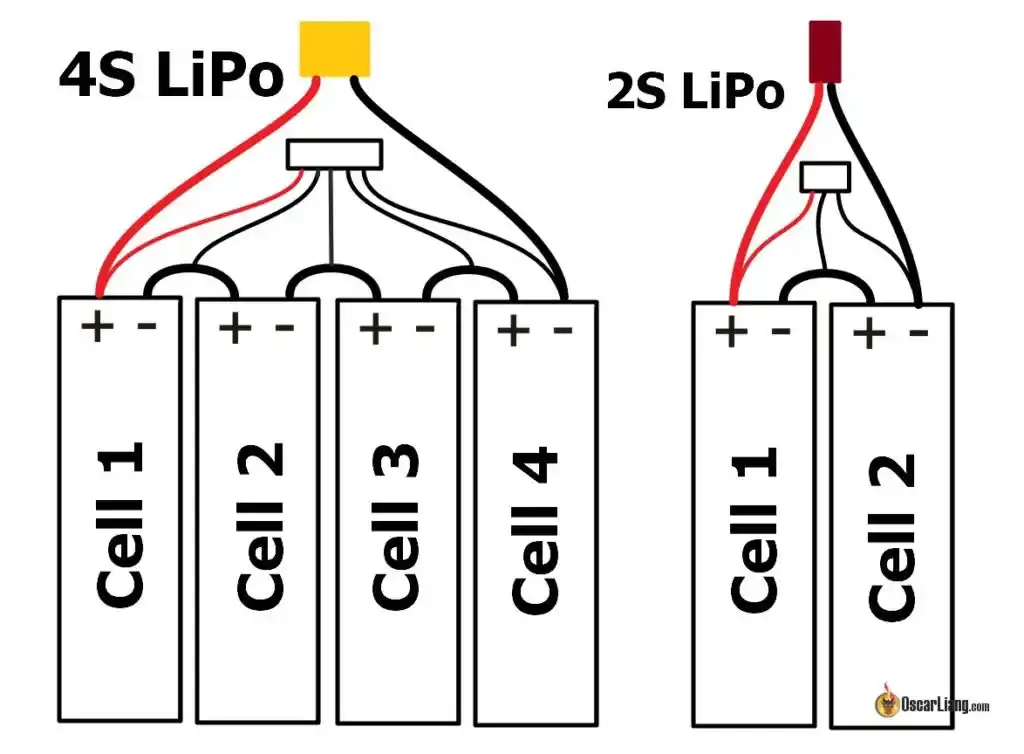 4S LiPo
2S LiPo
+ -
+ -
+ -
+ -
+ -
+ -
Cell 1
Cell 2
Cell 3
Cell 4
Cell 1
Cell 2
OscarLiang.com